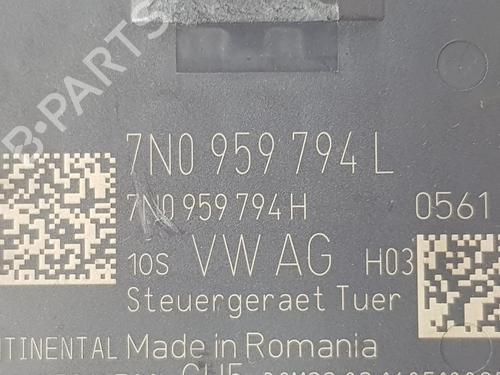 B-PARTS
7N0 959 794 L
7N0 959 794 H 0561
10S VW AG H03
Steuergeraet Tuer
Made in Romania